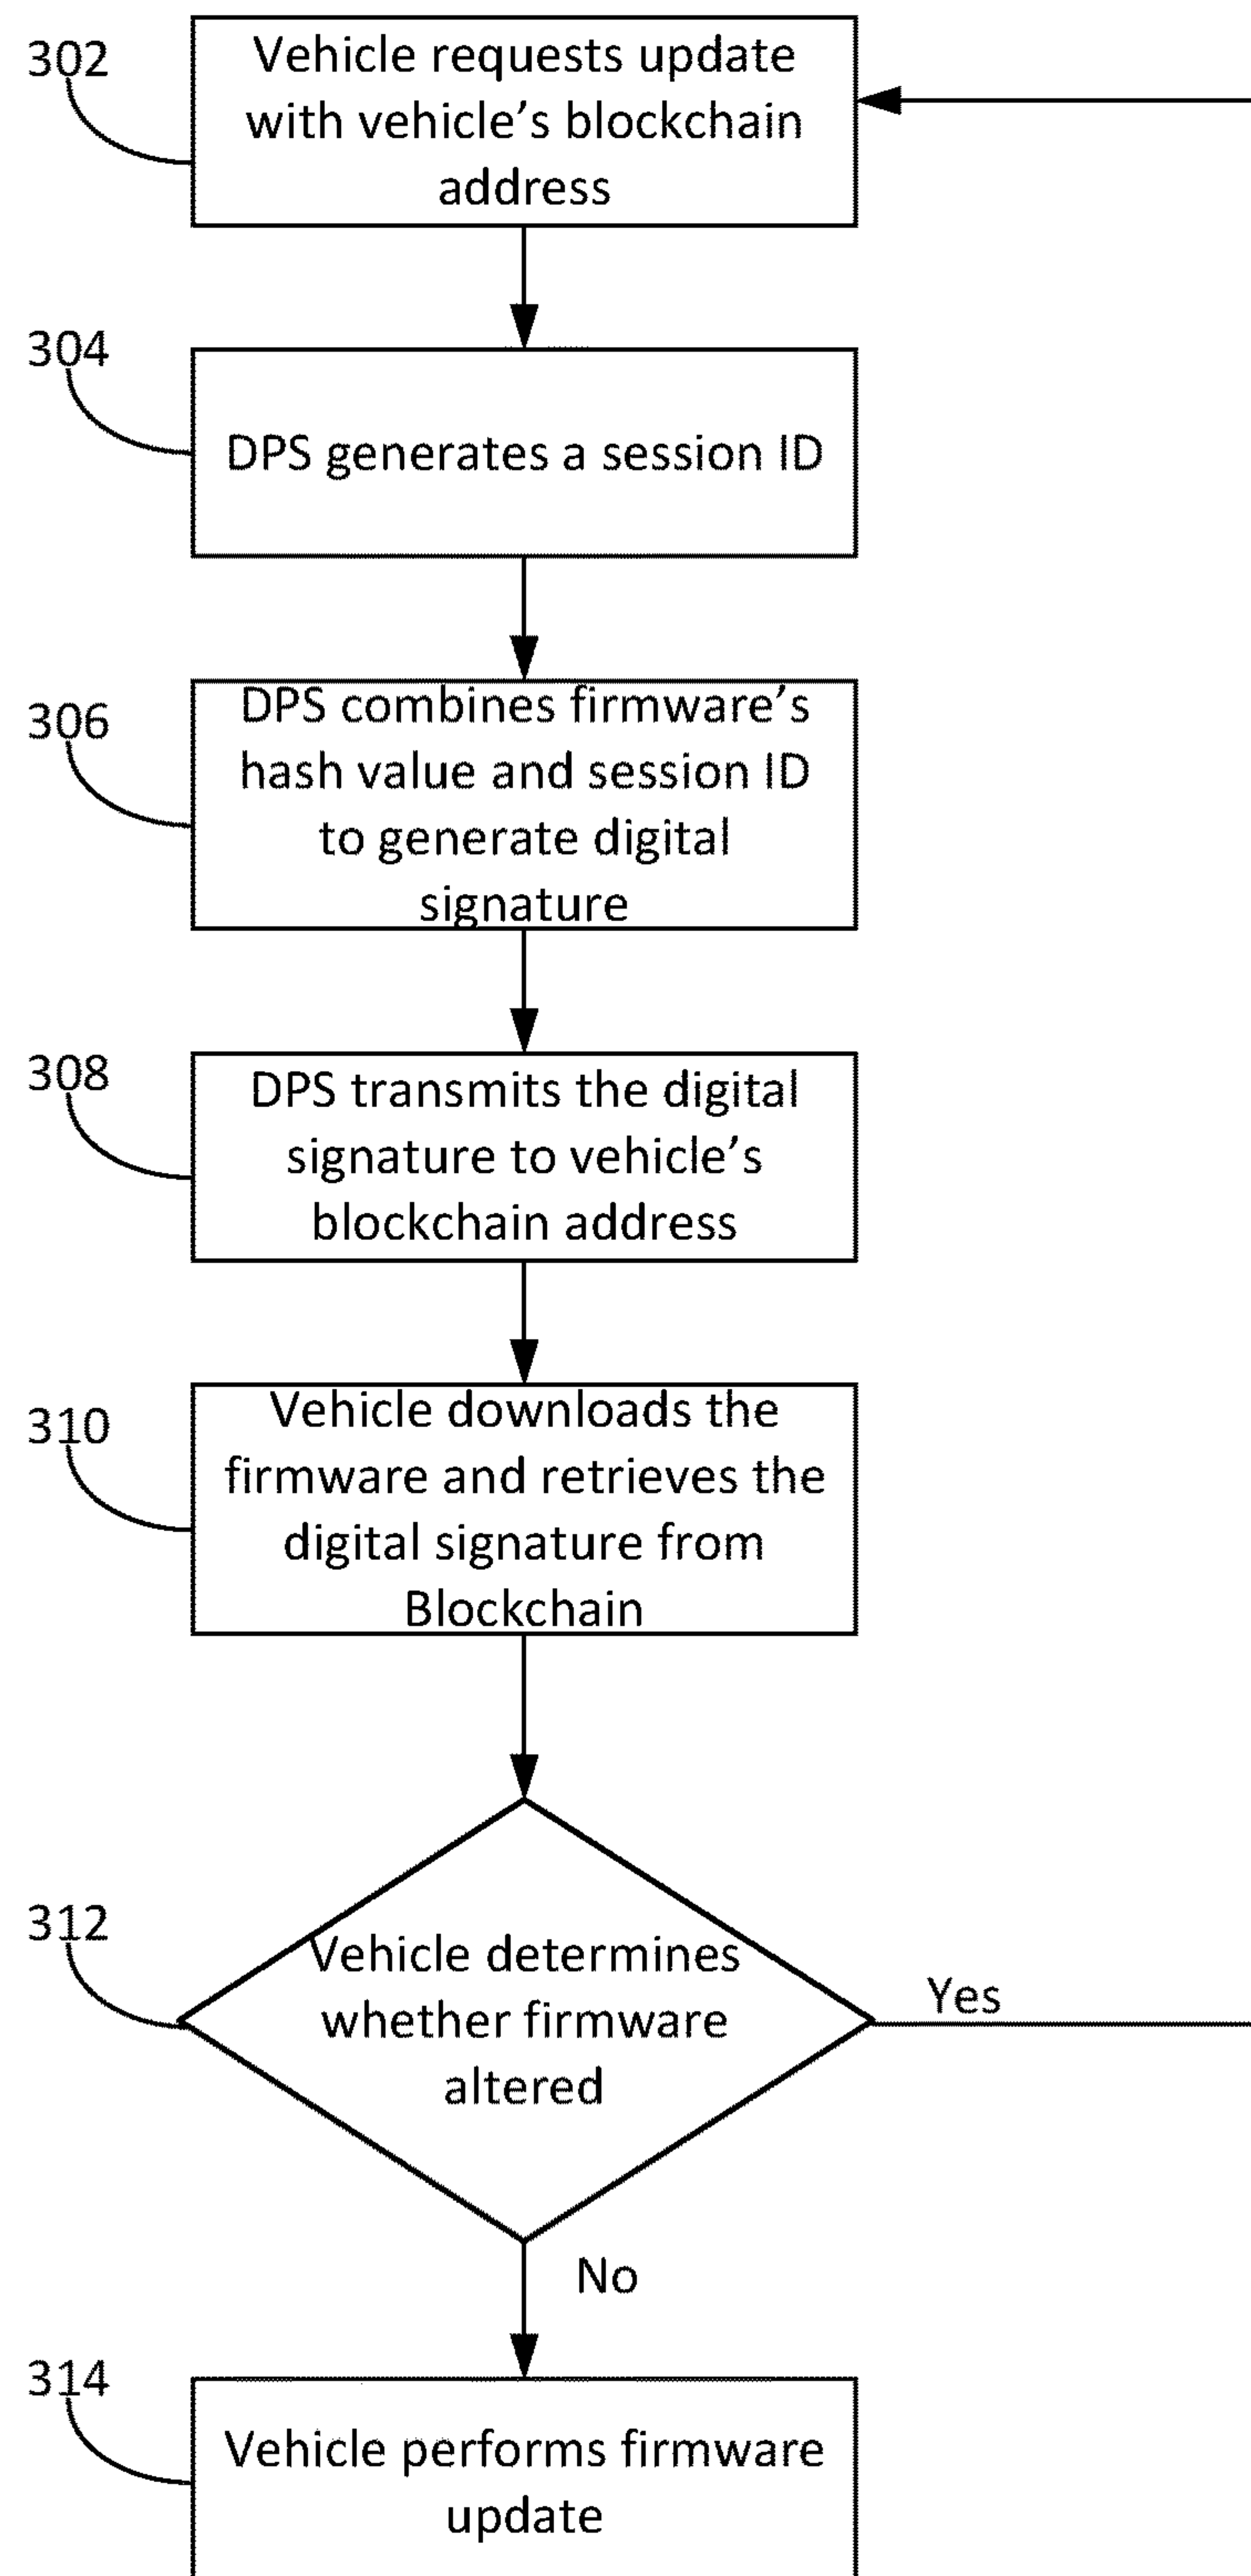 302
Vehicle requests update
with vehicle's blockchain
address
304
DPS generates a session ID
306
DPS combines firmware's
hash value and session ID
to generate digital
signature
308
DPS transmits the digital
signature to vehicle's
blockchain address
310
Vehicle downloads the
firmware and retrieves the
digital signature from
Blockchain
312
Vehicle determines
whether firmware
altered
Yes
No
314
Vehicle performs firmware
update